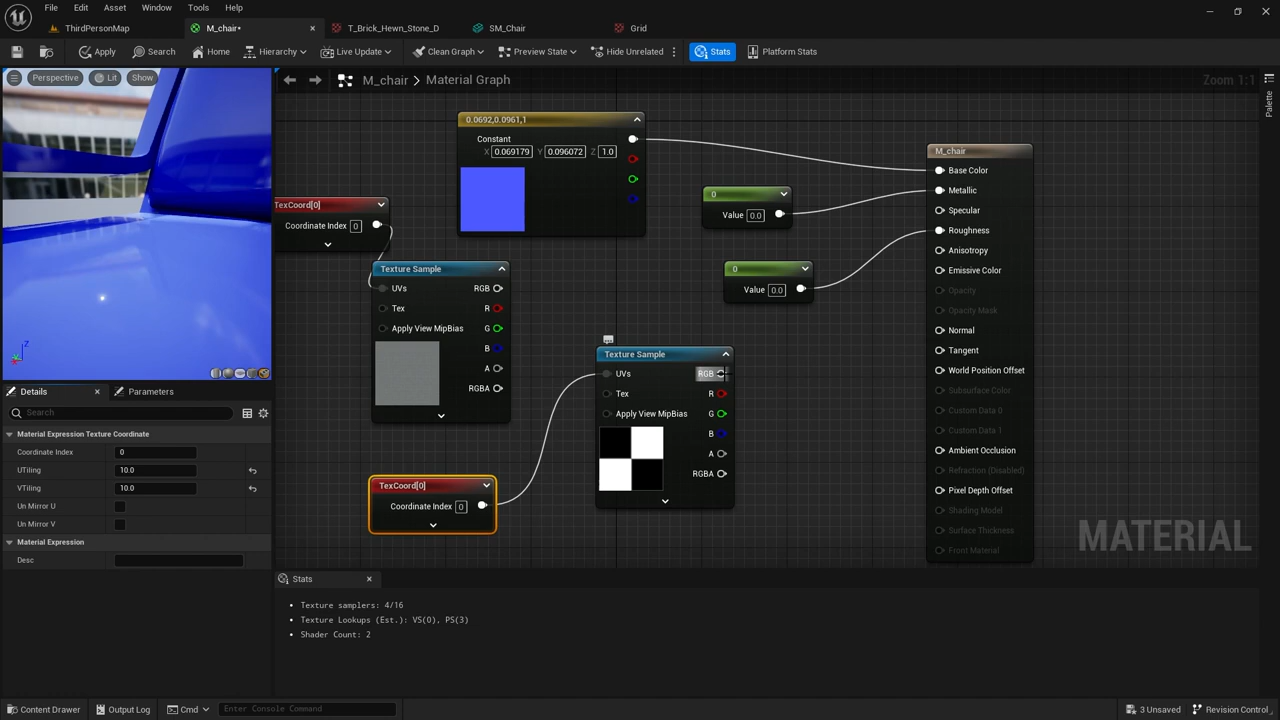 File Edit Asset Window Tools Help
ThirdPersonMap M_chair• T_Brick_Hewn_Stone_D SM_Chair Grid
Apply Search Home Hierarchy Live Update Clean Graph Preview State Hide Unrelated Stats Platform Stats
Perspective Lit Show
M_chair > Material Graph
Zoom 1:1
Palette
0.0692,0.0961,1
Constant
X 0.069179 Y 0.096072 Z 1.0
TexCoord[0]
Coordinate Index 0
Texture Sample
UVs RGB
Tex R
Apply View MipBias G
B
A
RGBA
0
Value 0.0
0
Value 0.0
Texture Sample
UVs RGB
Tex R
Apply View MipBias G
B
A
RGBA
TexCoord[0]
Coordinate Index 0
M_chair
Base Color
Metallic
Specular
Roughness
Anisotropy
Emissive Color
Opacity
Opacity Mask
Normal
Tangent
World Position Offset
Subsurface Color
Custom Data 0
Custom Data 1
Ambient Occlusion
Refraction (Disabled)
Pixel Depth Offset
Shading Model
Surface Thickness
Front Material
MATERIAL
Z
Details Parameters
Search
Material Expression Texture Coordinate
Coordinate Index 0
UTiling 10.0
VTiling 10.0
Un Mirror U
Un Mirror V
Material Expression
Desc
Stats
• Texture samplers: 4/16
• Texture Lookups (Est.): VS(0), PS(3)
• Shader Count: 2
Content Drawer Output Log Cmd Enter Console Command 3 Unsaved Revision Control